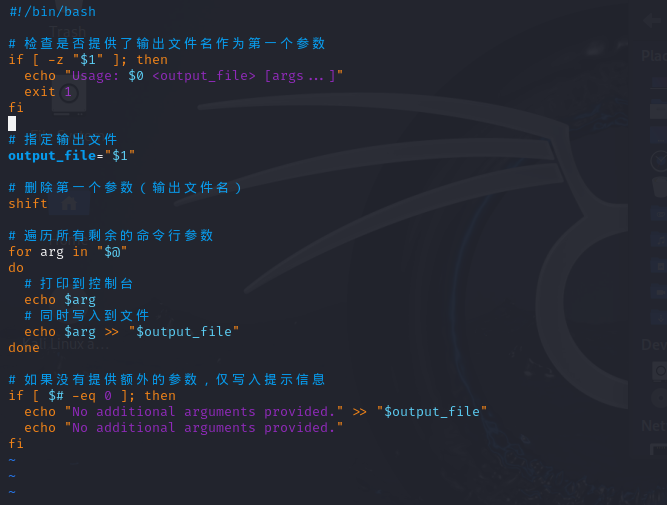 #!/bin/bash
# 检查是否提供了输出文件名作为第一个参数
if [ -z "$1" ]; then
  echo "Usage: $0 <output_file> [args...]"
  exit 1
fi
# 指定输出文件
output_file="$1"
# 删除第一个参数（输出文件名）
shift
# 遍历所有剩余的命令行参数
for arg in "$@"
do
  # 打印到控制台
  echo $arg
  # 同时写入到文件
  echo $arg >> "$output_file"
done
# 如果没有提供额外的参数，仅写入提示信息
if [ $# -eq 0 ]; then
  echo "No additional arguments provided." >> "$output_file"
  echo "No additional arguments provided."
fi
~
~
~
Trash
Kali Linux a...